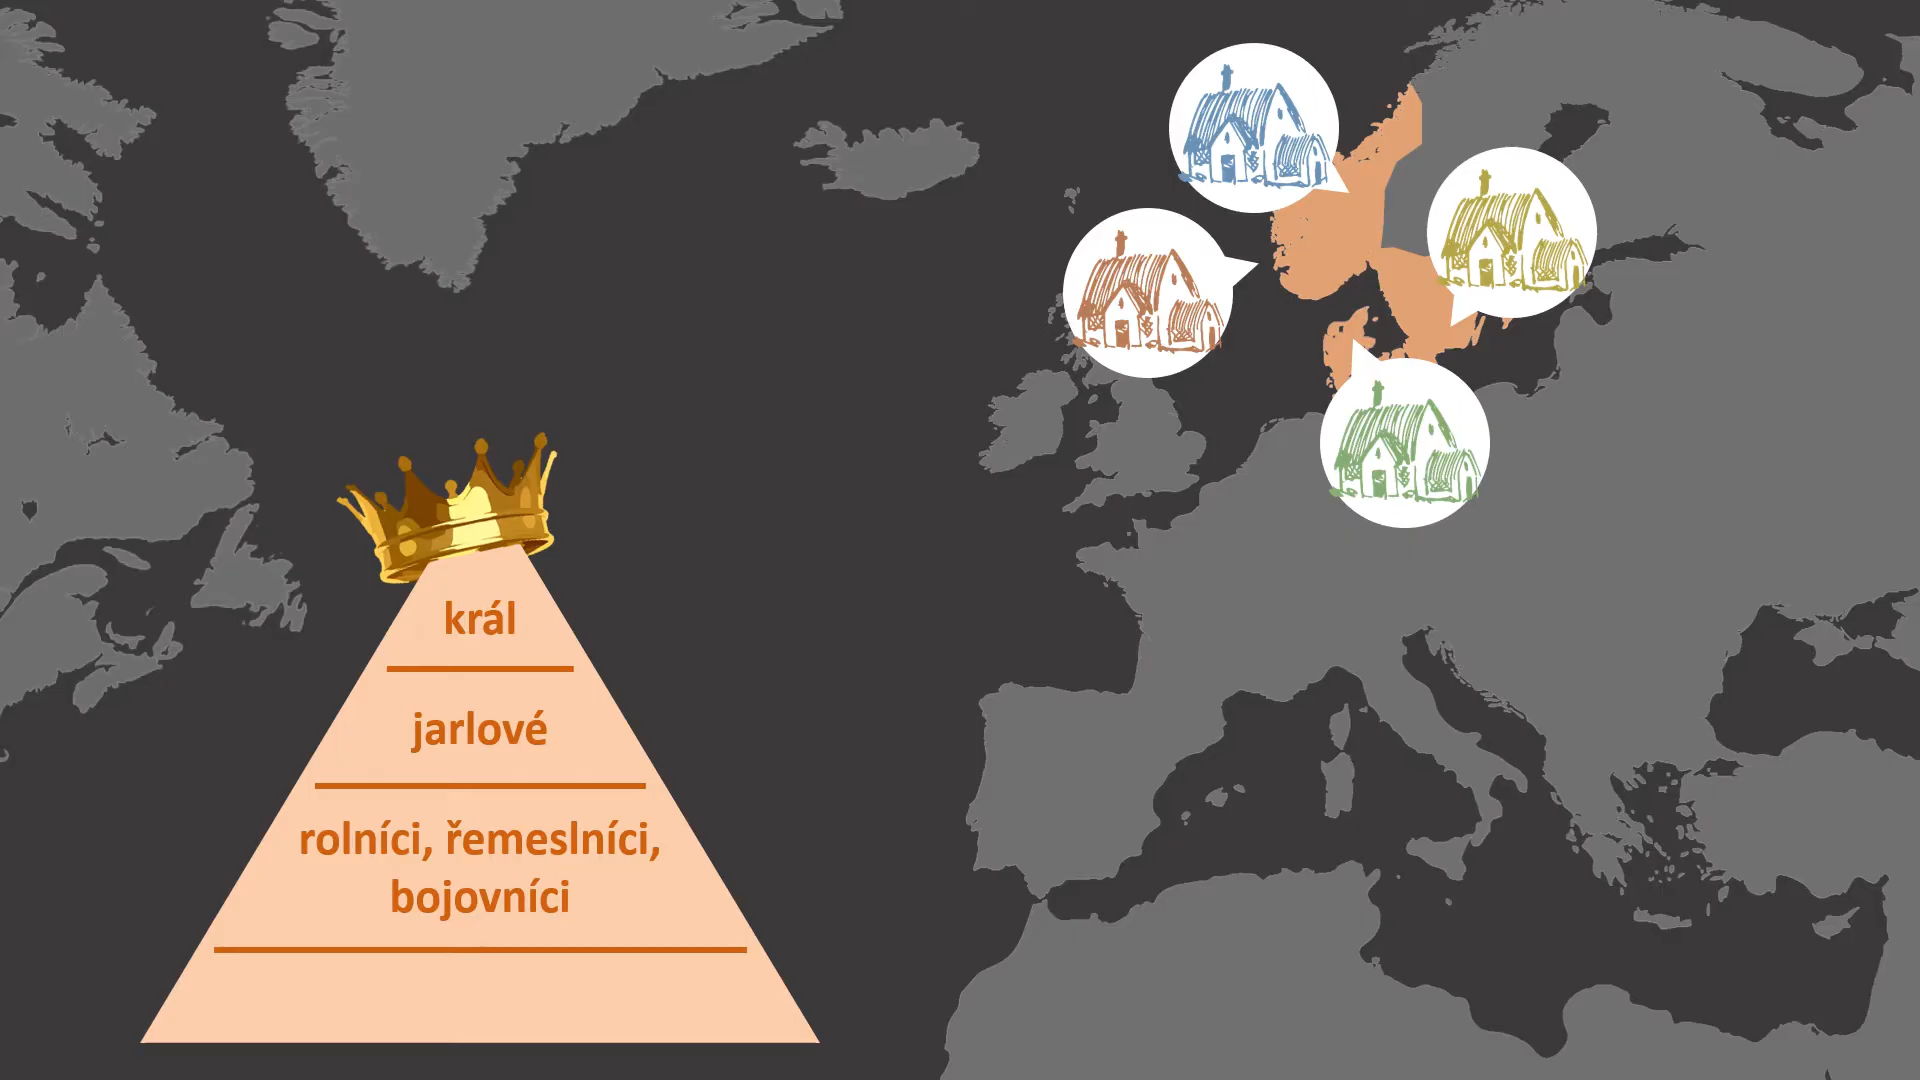 král
jarlové
rolníci, řemeslníci,
bojovníci